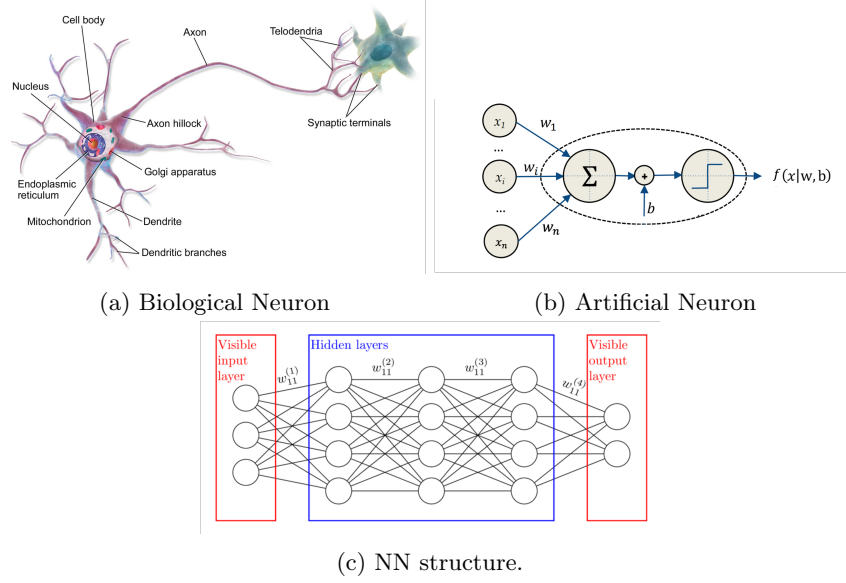 Cell body
Axon
Telodendria
Nucleus
Axon hillock
Synaptic terminals
Golgi apparatus
Endoplasmic
reticulum
Mitochondrion
Dendrite
Dendritic branches
(a) Biological Neuron
x₁
w₁
...
xᵢ
wᵢ
Σ
+
f(x|w,b)
...
b
xₙ
wₙ
(b) Artificial Neuron
Visible
input
layer
Hidden layers
Visible
output
layer
w₁₁⁽¹⁾
w₁₁⁽²⁾
w₁₁⁽³⁾
w₁₁⁽⁴⁾
(c) NN structure.